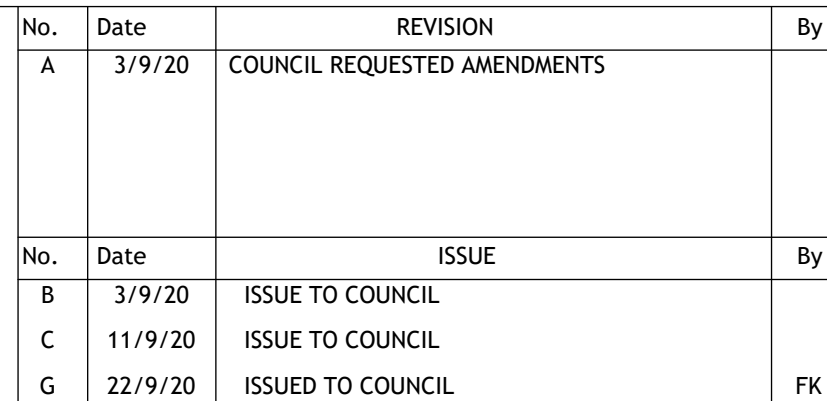 No. Date REVISION By
A 3/9/20 COUNCIL REQUESTED AMENDMENTS
No. Date ISSUE By
B 3/9/20 ISSUE TO COUNCIL
C 11/9/20 ISSUE TO COUNCIL
G 22/9/20 ISSUED TO COUNCIL FK